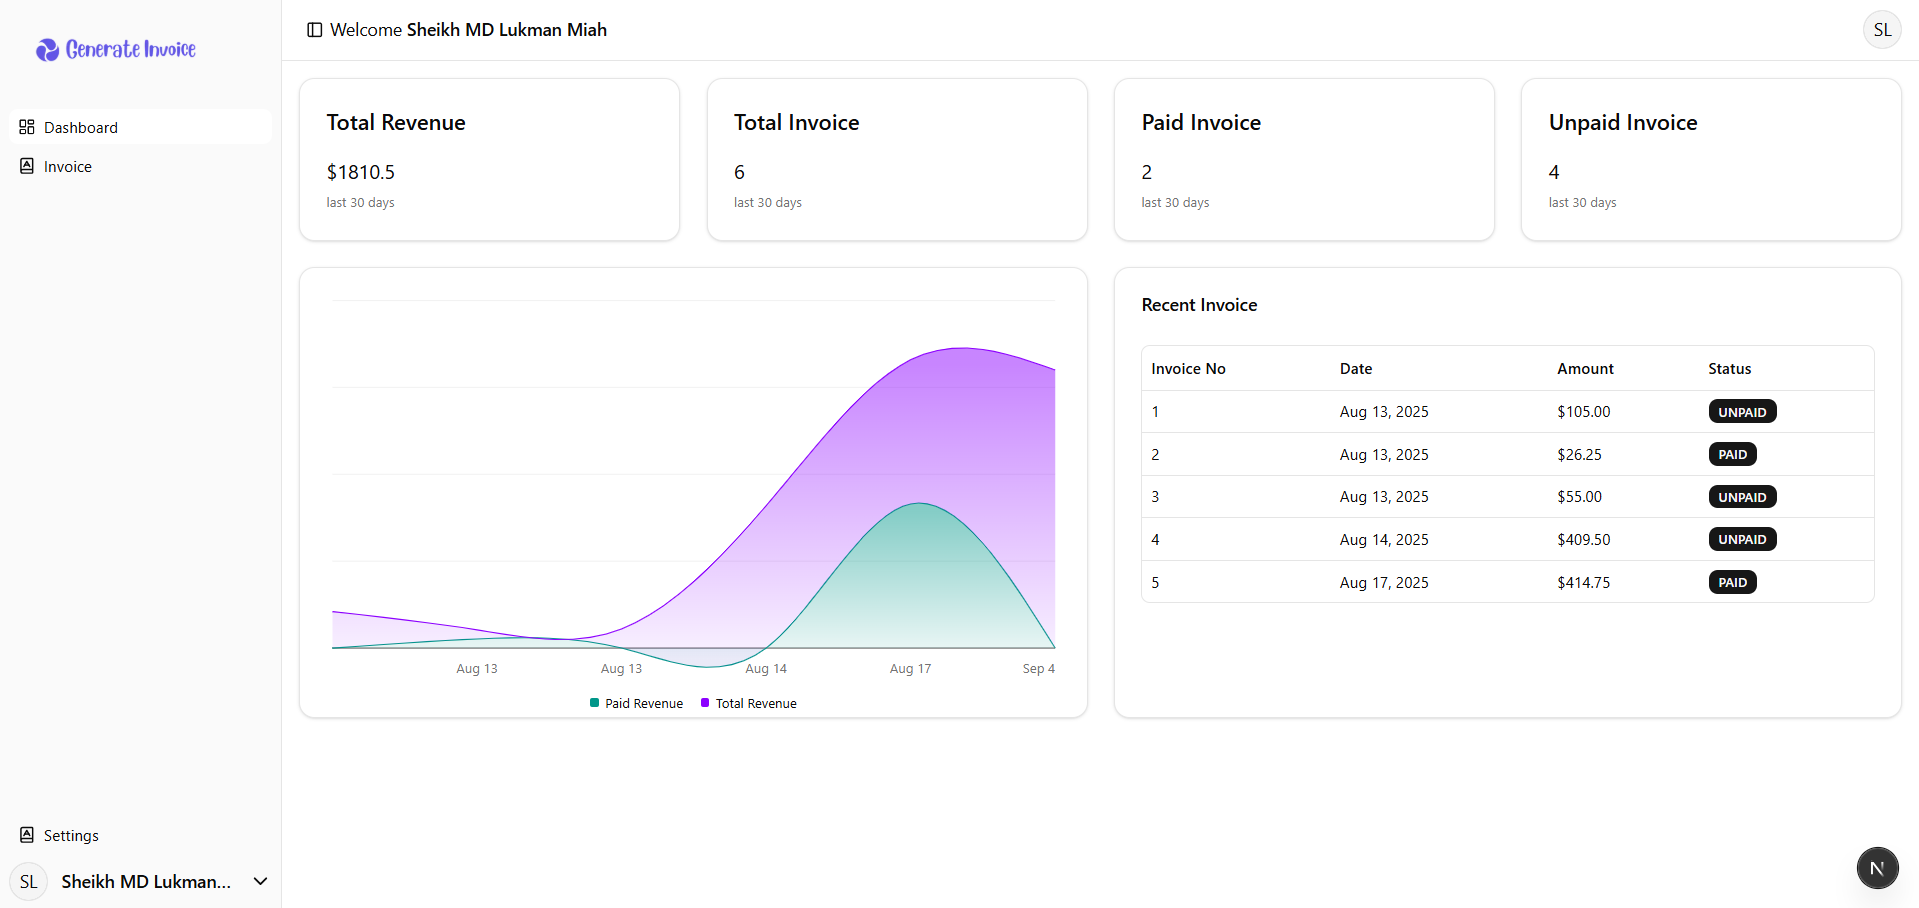 Generate Invoice
Dashboard
Invoice
Settings
SL
Sheikh MD Lukman...
Welcome Sheikh MD Lukman Miah
SL
Total Revenue
$1810.5
last 30 days
Total Invoice
6
last 30 days
Paid Invoice
2
last 30 days
Unpaid Invoice
4
last 30 days
Aug 13 Aug 13 Aug 14 Aug 17 Sep 4
Paid Revenue Total Revenue
Recent Invoice
Invoice No Date Amount Status
1 Aug 13, 2025 $105.00 UNPAID
2 Aug 13, 2025 $26.25 PAID
3 Aug 13, 2025 $55.00 UNPAID
4 Aug 14, 2025 $409.50 UNPAID
5 Aug 17, 2025 $414.75 PAID
N